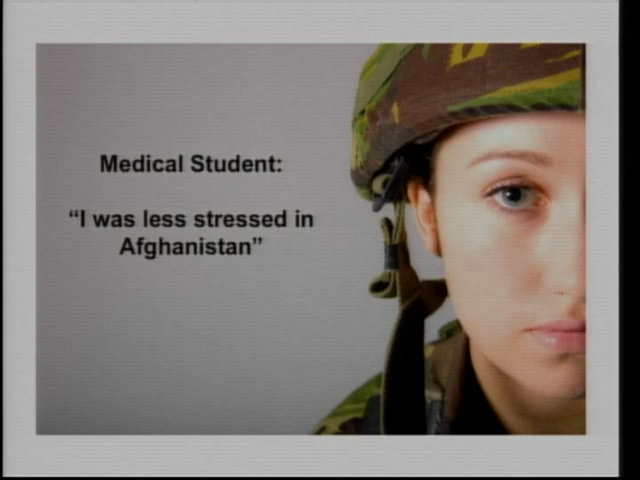 Medical Student:
“I was less stressed in
Afghanistan”